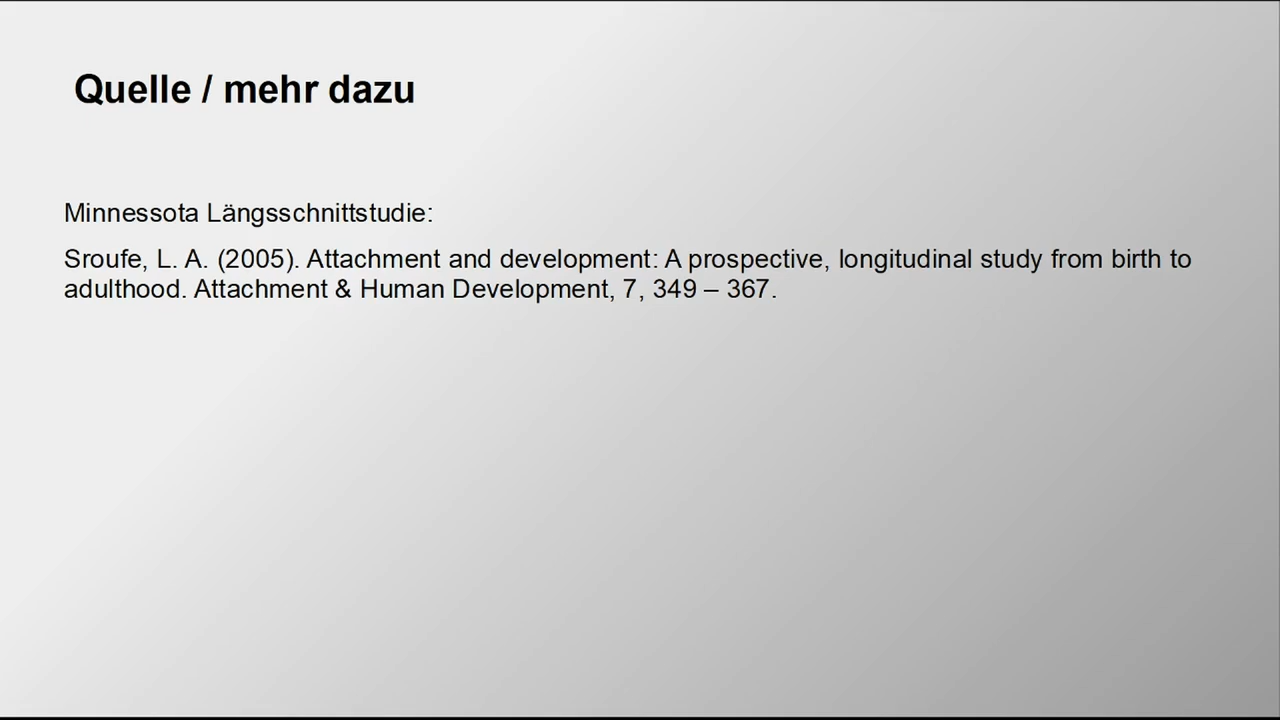 Quelle / mehr dazu
Minnessota Längsschnittstudie:
Sroufe, L. A. (2005). Attachment and development: A prospective, longitudinal study from birth to
adulthood. Attachment & Human Development, 7, 349 – 367.